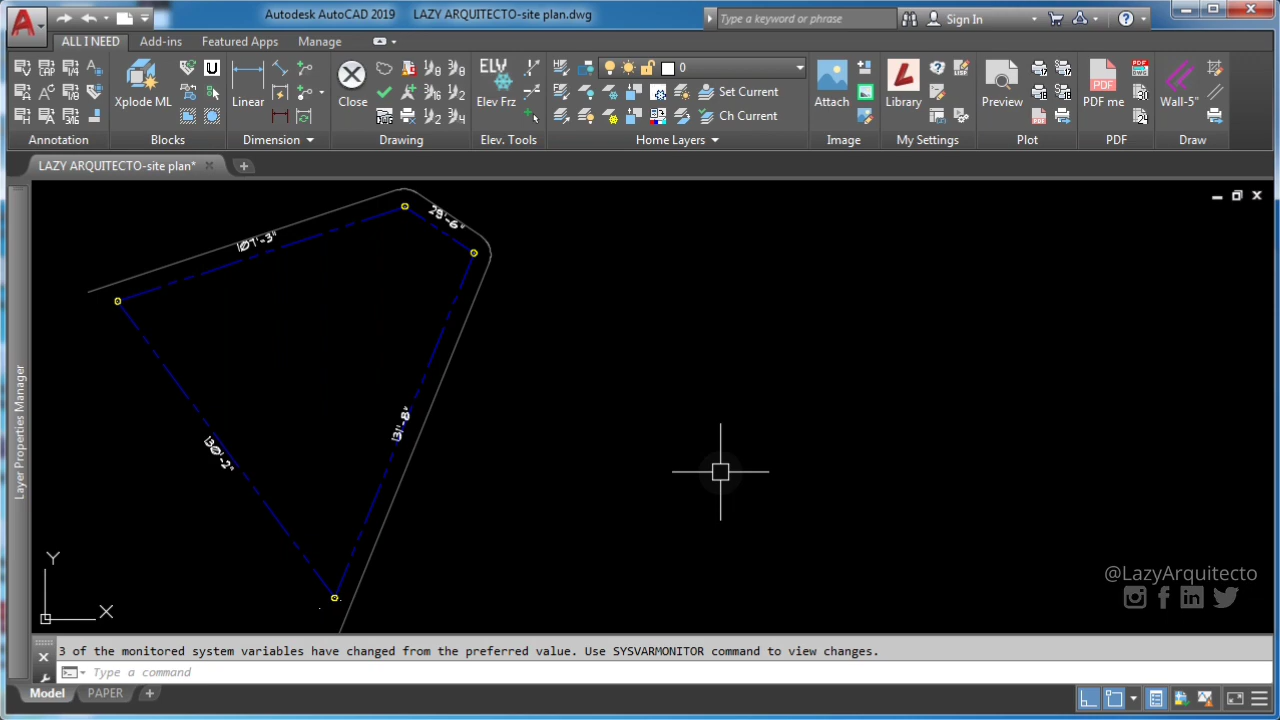 Autodesk AutoCAD 2019 LAZY ARQUITECTO-site plan.dwg
Type a keyword or phrase
Sign In
ALL I NEED
Add-ins
Featured Apps
Manage
Xplode ML
Linear
Close
ELV
Elev Frz
0
Set Current
Ch Current
Attach
Library
Preview
PDF me
Wall-5"
Annotation
Blocks
Dimension
Drawing
Elev. Tools
Home Layers
Image
My Settings
Plot
PDF
Draw
LAZY ARQUITECTO-site plan*
Layer Properties Manager
107'-3"
29'-6"
131'-8"
130'-2"
Y
X
@LazyArquitecto
3 of the monitored system variables have changed from the preferred value. Use SYSVARMONITOR command to view changes.
Type a command
Model
PAPER